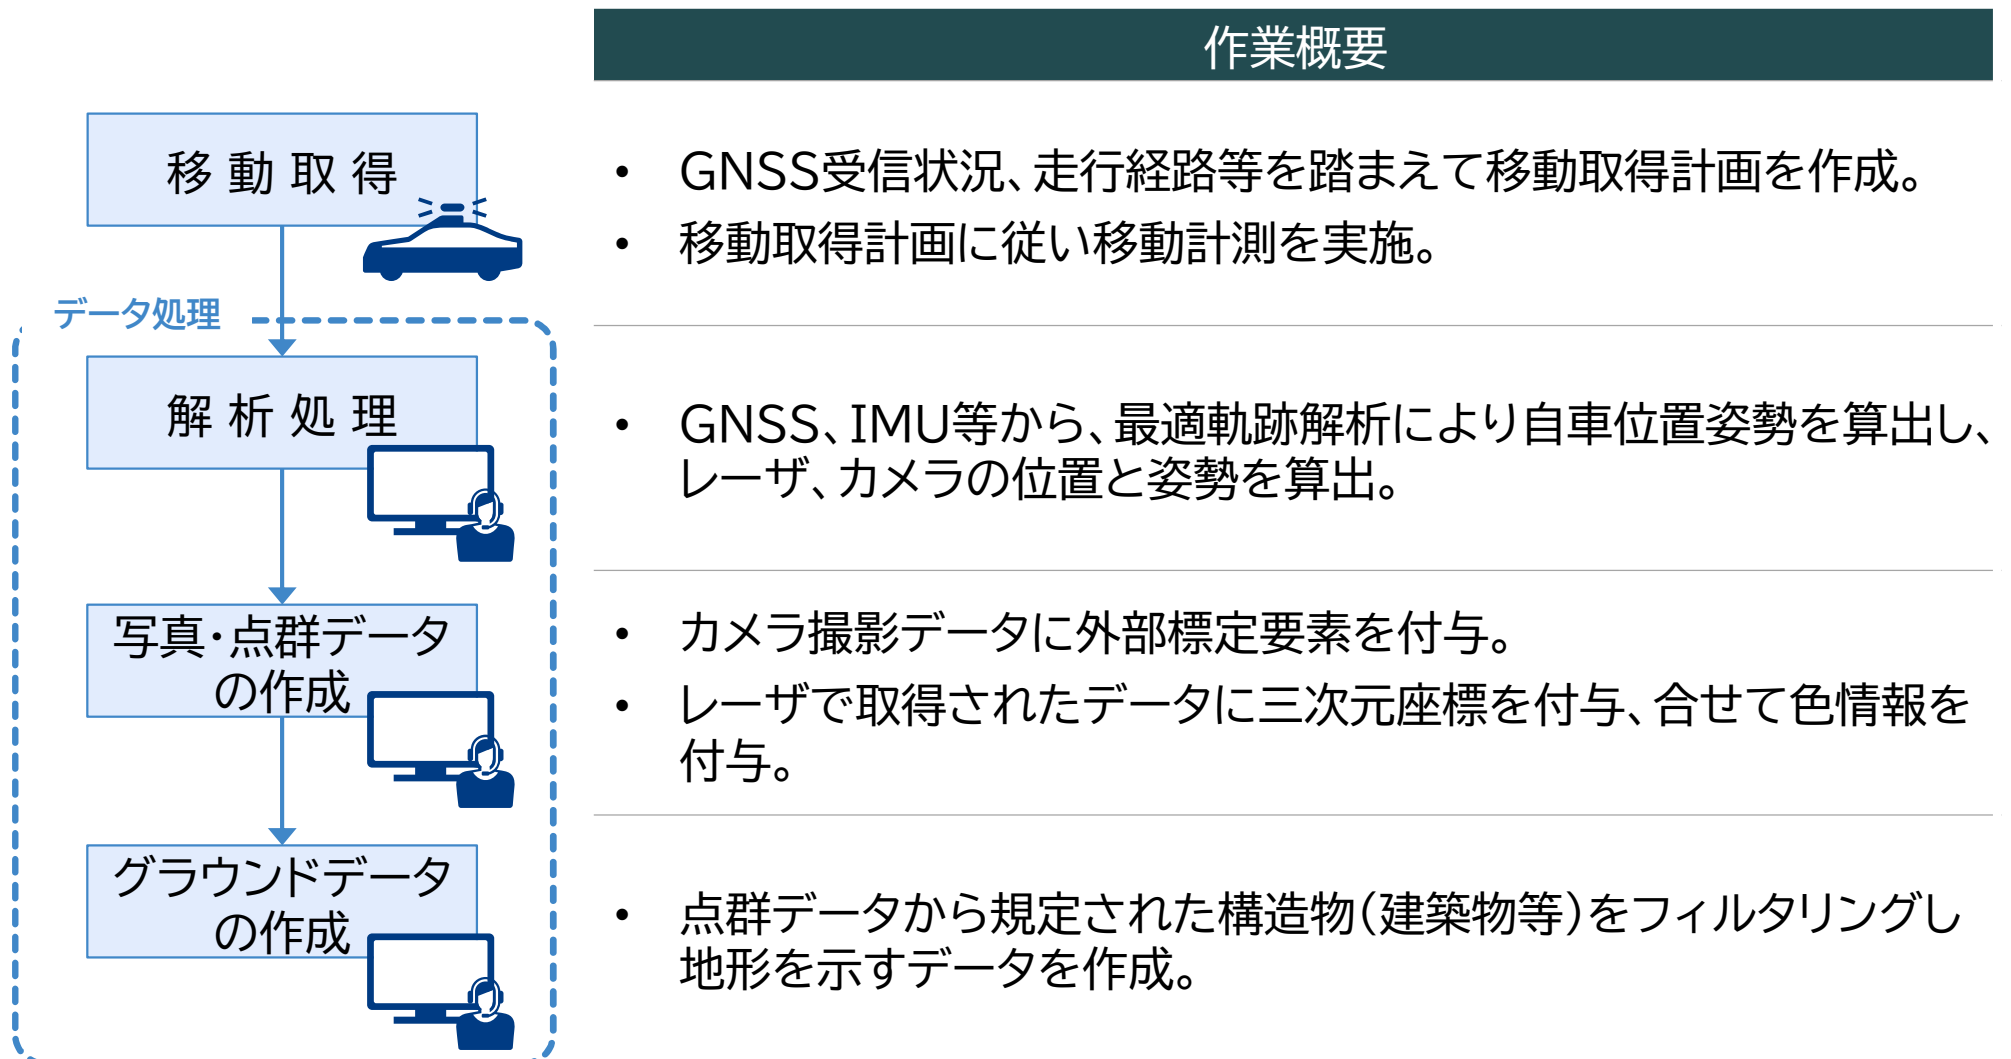 作業概要
移動取得
• GNSS受信状況、走行経路等を踏まえて移動取得計画を作成。
• 移動取得計画に従い移動計測を実施。
データ処理
解析処理
• GNSS、IMU等から、最適軌跡解析により自車位置姿勢を算出し、
レーザ、カメラの位置と姿勢を算出。
写真・点群データ
の作成
• カメラ撮影データに外部標定要素を付与。
• レーザで取得されたデータに三次元座標を付与、合せて色情報を
付与。
グラウンドデータ
の作成
• 点群データから規定された構造物(建築物等)をフィルタリングし
地形を示すデータを作成。